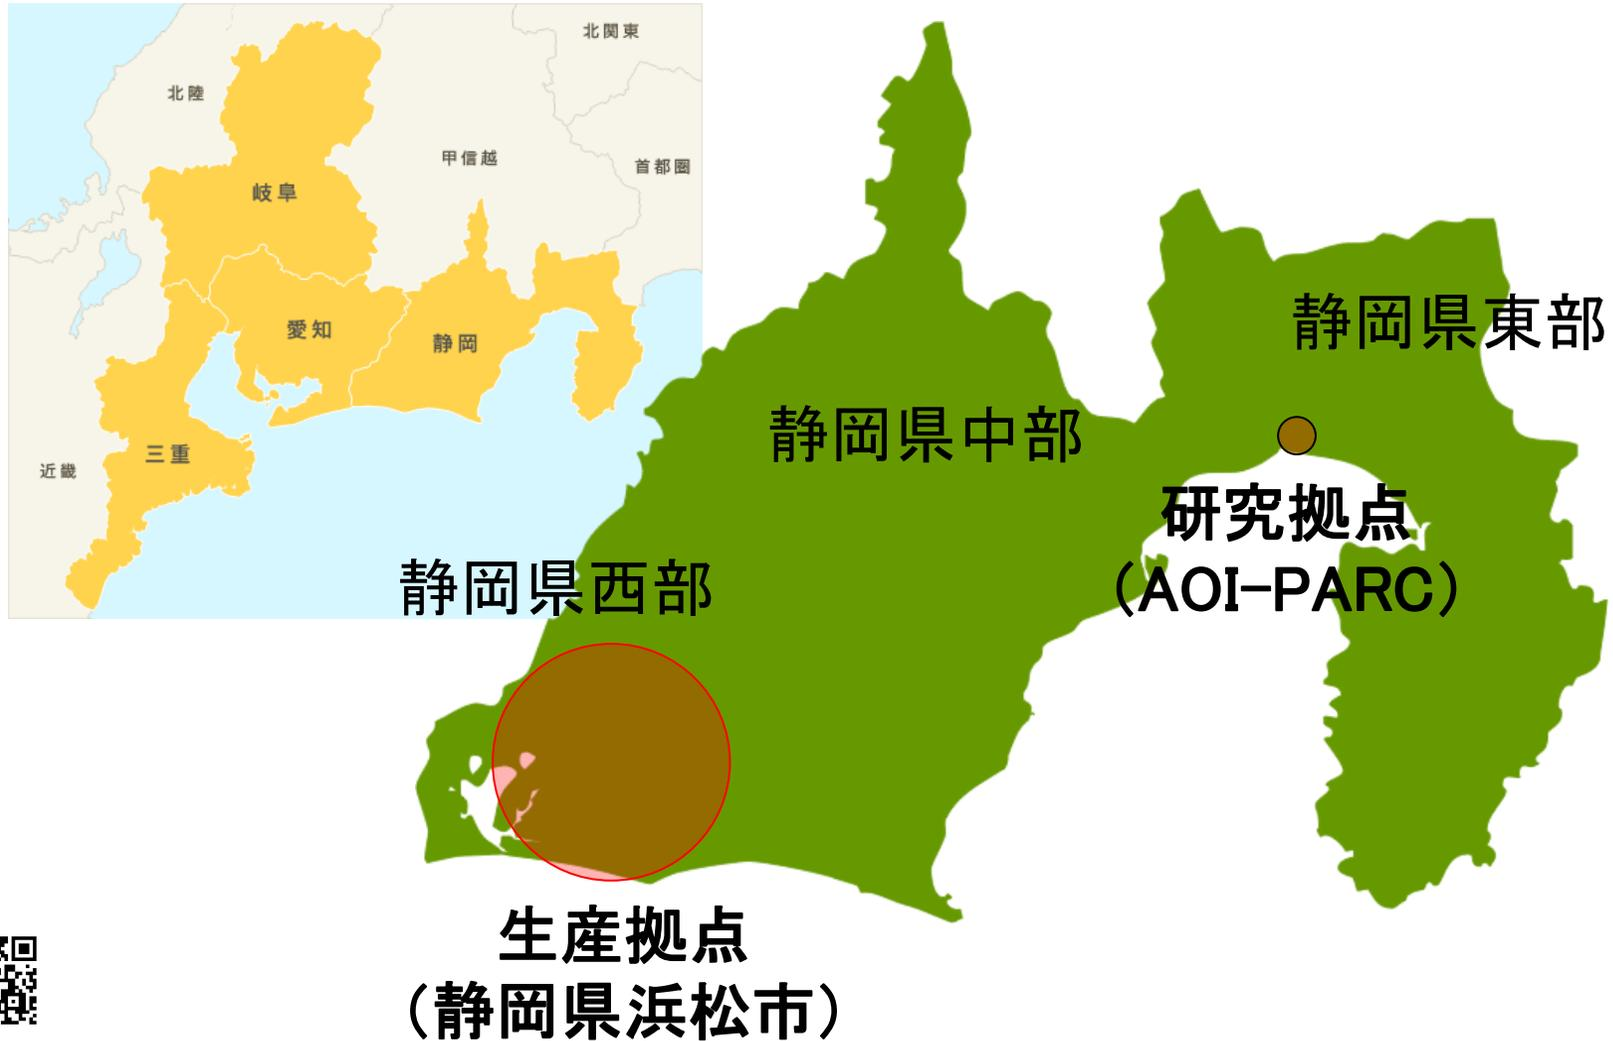 北関東
北陸
甲信越
首都圏
岐阜
愛知
静岡
三重
近畿
静岡県東部
静岡県中部
研究拠点
（AOI-PARC）
静岡県西部
生産拠点
（静岡県浜松市）